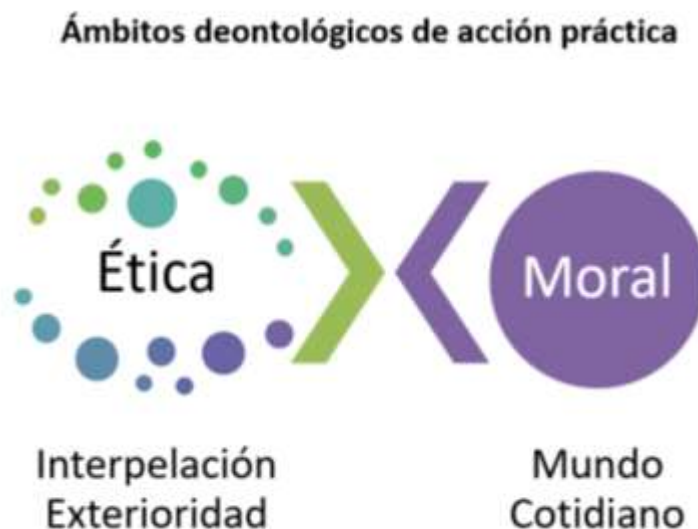 Ámbitos deontológicos de acción práctica
Ética
Moral
Interpelación
Exterioridad
Mundo
Cotidiano